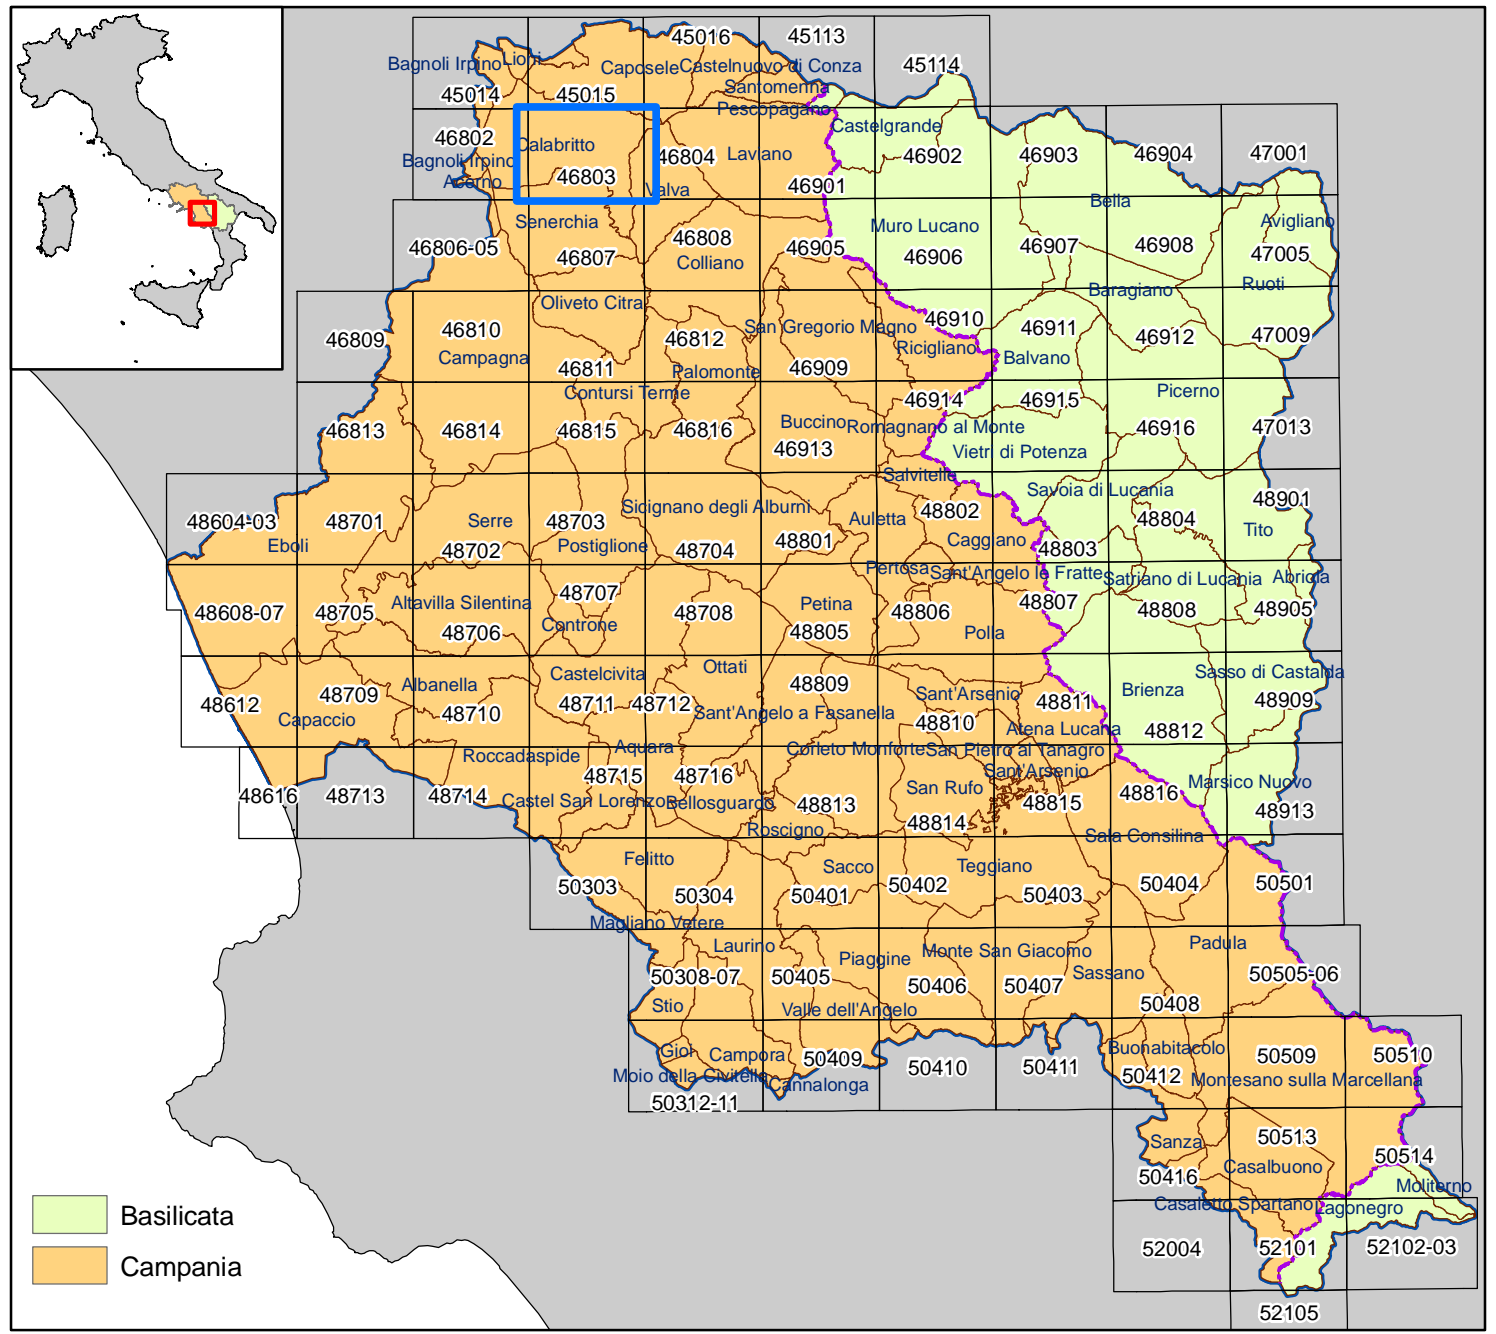 45016
45113
Bagnoli Irpino
Lioni
Caposele
Castelnuovo di Conza
45114
45014
45015
Santomenna
Pescopagano
46802
Calabritto
46804
Laviano
Castelgrande
46902
46903
46904
47001
Bagnoli Irpino
Acerno
46803
Valva
46901
Bella
Senerchia
Muro Lucano
Avigliano
46806-05
46807
46808
Colliano
46905
46906
46907
46908
47005
Oliveto Citra
Baragiano
Ruoti
46809
46810
Campagna
46812
San Gregorio Magno
46910
Ricigliano
46911
Balvano
46912
47009
46811
Palomonte
46909
Contursi Terme
46914
46915
Picerno
46813
46814
46815
46816
Buccino
46913
Romagnano al Monte
Vietri di Potenza
46916
47013
Salvitelle
48604-03
Eboli
48701
Serre
48702
48703
Postiglione
Sicignano degli Alburni
48704
48801
Auletta
48802
Caggiano
Savoia di Lucania
48803
48804
48901
Tito
Pertosa
Sant'Angelo le Fratte
Satriano di Lucania
Abriola
48608-07
48705
Altavilla Silentina
48706
48707
Controne
48708
Petina
48805
48806
Polla
48807
48808
48905
48612
48709
Capaccio
Albanella
48710
Castelcivita
48711
48712
Ottati
Sant'Angelo a Fasanella
48809
Sant'Arsenio
48810
48811
Atena Lucana
Brienza
48812
Sasso di Castalda
48909
Roccadaspide
Aquara
Corleto Monforte
San Pietro al Tanagro
Sant'Arsenio
48616
48713
48714
48715
Castel San Lorenzo
48716
Bellosguardo
48813
Roscigno
San Rufo
48814
48815
48816
Marsico Nuovo
48913
Sala Consilina
Felitto
50303
50304
Sacco
50401
50402
Teggiano
50403
50404
50501
Magliano Vetere
Laurino
50308-07
Stio
50405
Piaggine
Valle dell'Angelo
Monte San Giacomo
50406
50407
Sassano
50408
Padula
50505-06
Gioi
Campora
50409
50410
50411
Buonabitacolo
50412
50509
50510
Moio della Civitella
Cannalonga
50312-11
Montesano sulla Marcellana
Sanza
50513
Casalbuono
50514
50416
Moliterno
Casaletto Spartano
Lagonegro
52004
52101
52102-03
52105
Basilicata
Campania